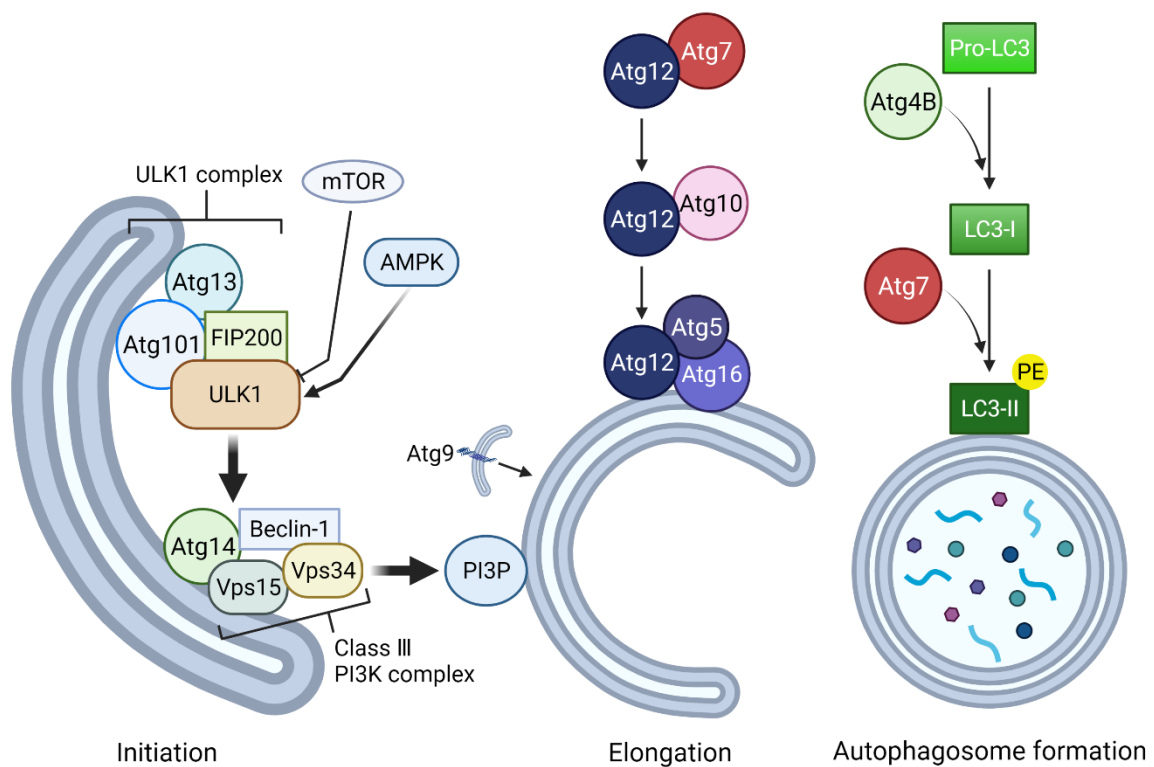 ULK1 complex
mTOR
AMPK
Atg13
Atg101
FIP200
ULK1
Atg14
Beclin-1
Vps15
Vps34
Class III
PI3K complex
PI3P
Initiation
Atg12
Atg7
Atg12
Atg10
Atg12
Atg5
Atg16
Atg9
Elongation
Pro-LC3
Atg4B
LC3-I
Atg7
PE
LC3-II
Autophagosome formation